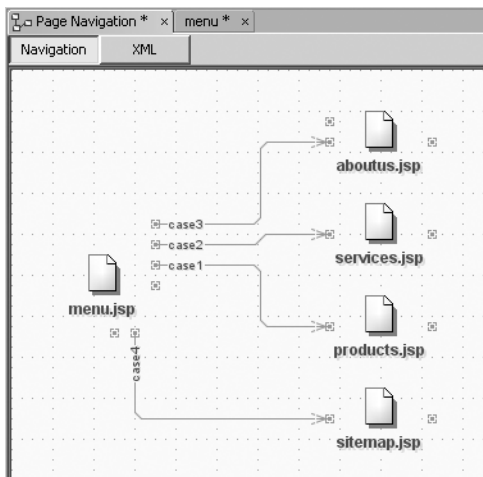 Page Navigation * × menu * ×
Navigation XML
aboutus.jsp
case3
case2
services.jsp
case1
menu.jsp
products.jsp
case4
sitemap.jsp